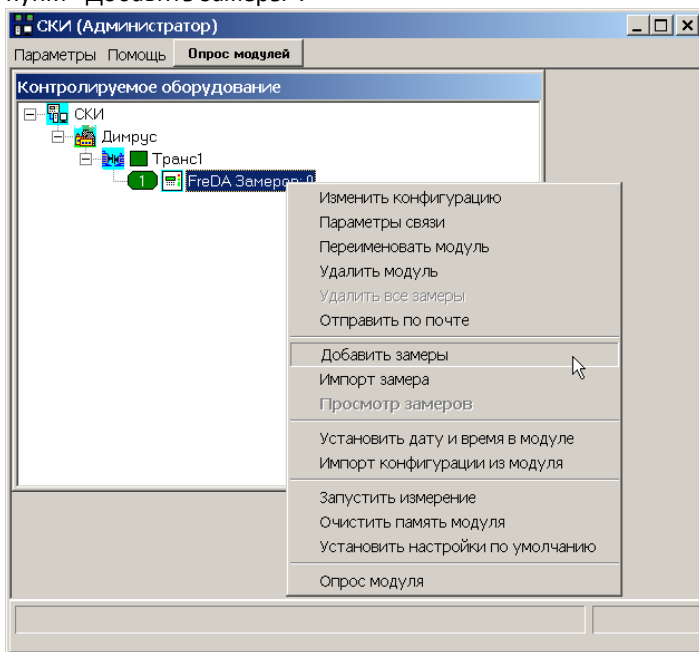 СКИ (Администратор)
Параметры Помощь Опрос модулей
Контролируемое оборудование
СКИ
Димрус
Транс1
1 FreDA Замеров: 0
Изменить конфигурацию
Параметры связи
Переименовать модуль
Удалить модуль
Удалить все замеры
Отправить по почте
Добавить замеры
Импорт замера
Просмотр замеров
Установить дату и время в модуле
Импорт конфигурации из модуля
Запустить измерение
Очистить память модуля
Установить настройки по умолчанию
Опрос модуля